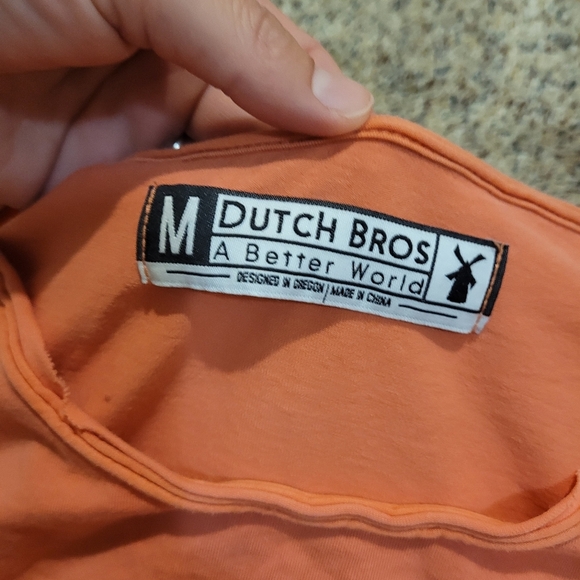 M
DUTCH BROS
A Better World
DESIGNED IN OREGON | MADE IN CHINA